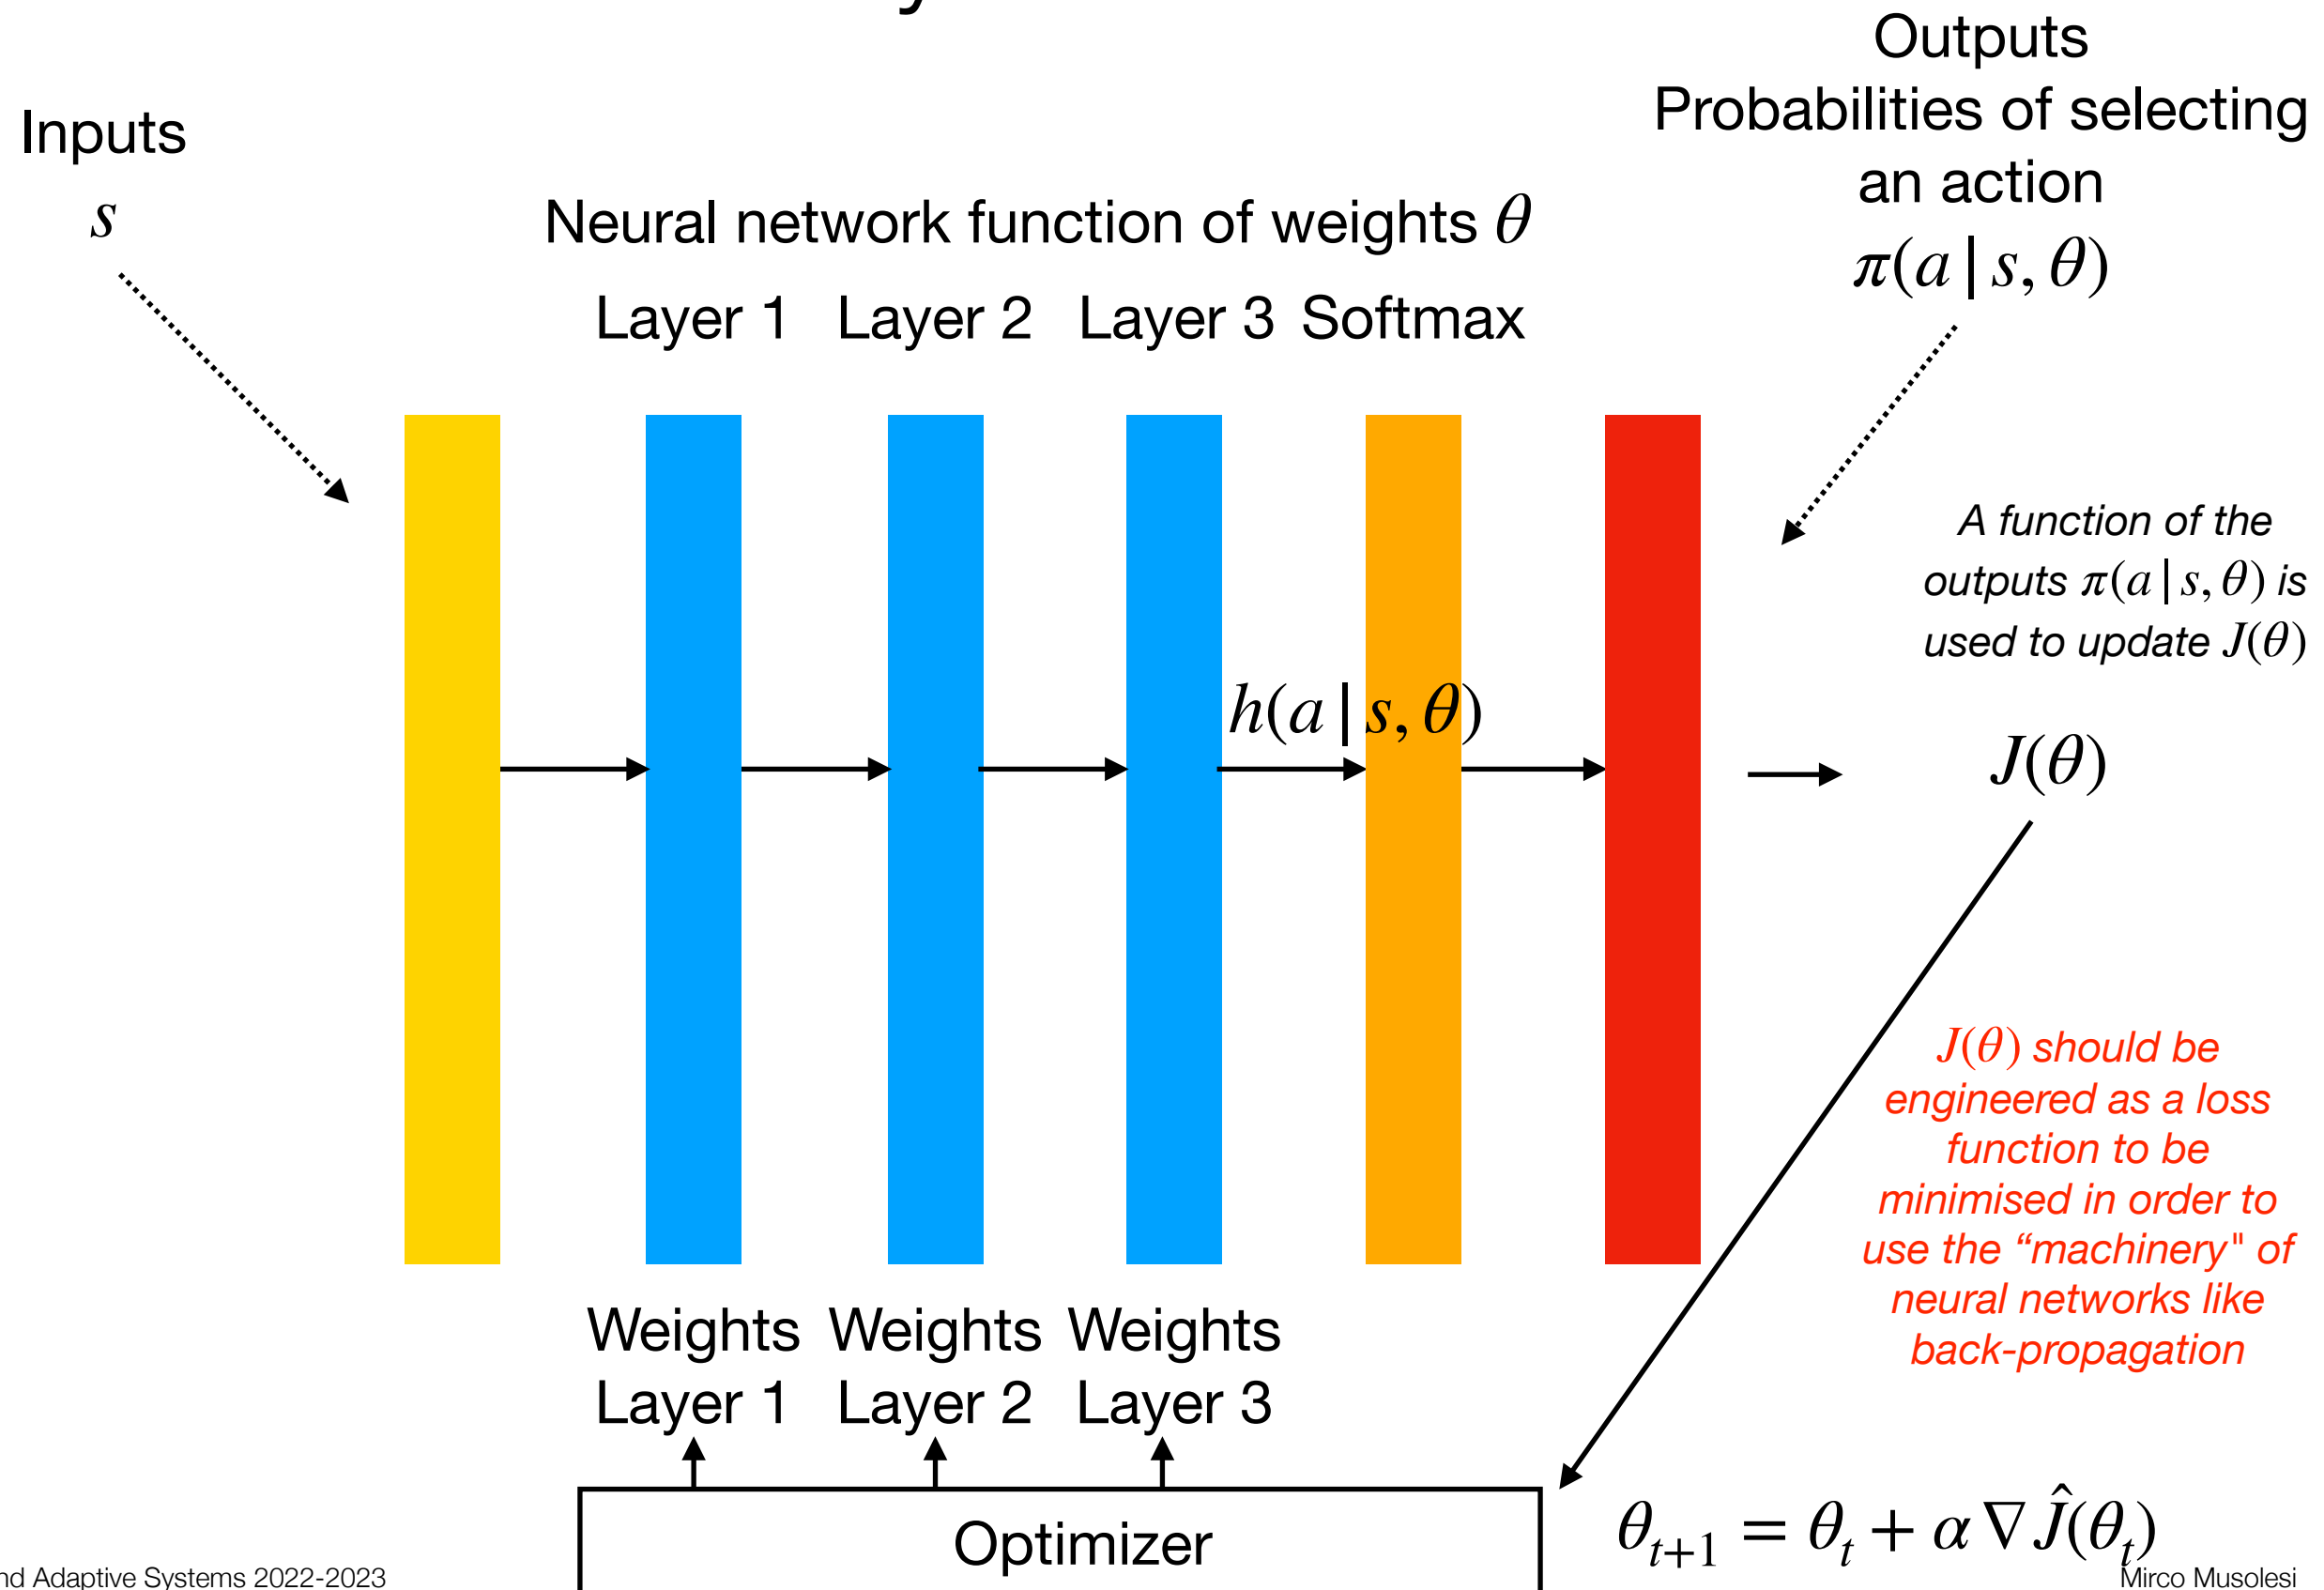 Inputs
s
Outputs
Probabilities of selecting
an action
π(a | s, θ)
Neural network function of weights θ
Layer 1 Layer 2 Layer 3 Softmax
A function of the
outputs π(a | s, θ) is
used to update J(θ)
h(a | s, θ)
J(θ)
J(θ) should be
engineered as a loss
function to be
minimised in order to
use the “machinery" of
neural networks like
back-propagation
Weights Weights Weights
Layer 1 Layer 2 Layer 3
Optimizer
θ_{t+1} = θ_t + α ∇Ĵ(θ_t)
and Adaptive Systems 2022-2023
Mirco Musolesi